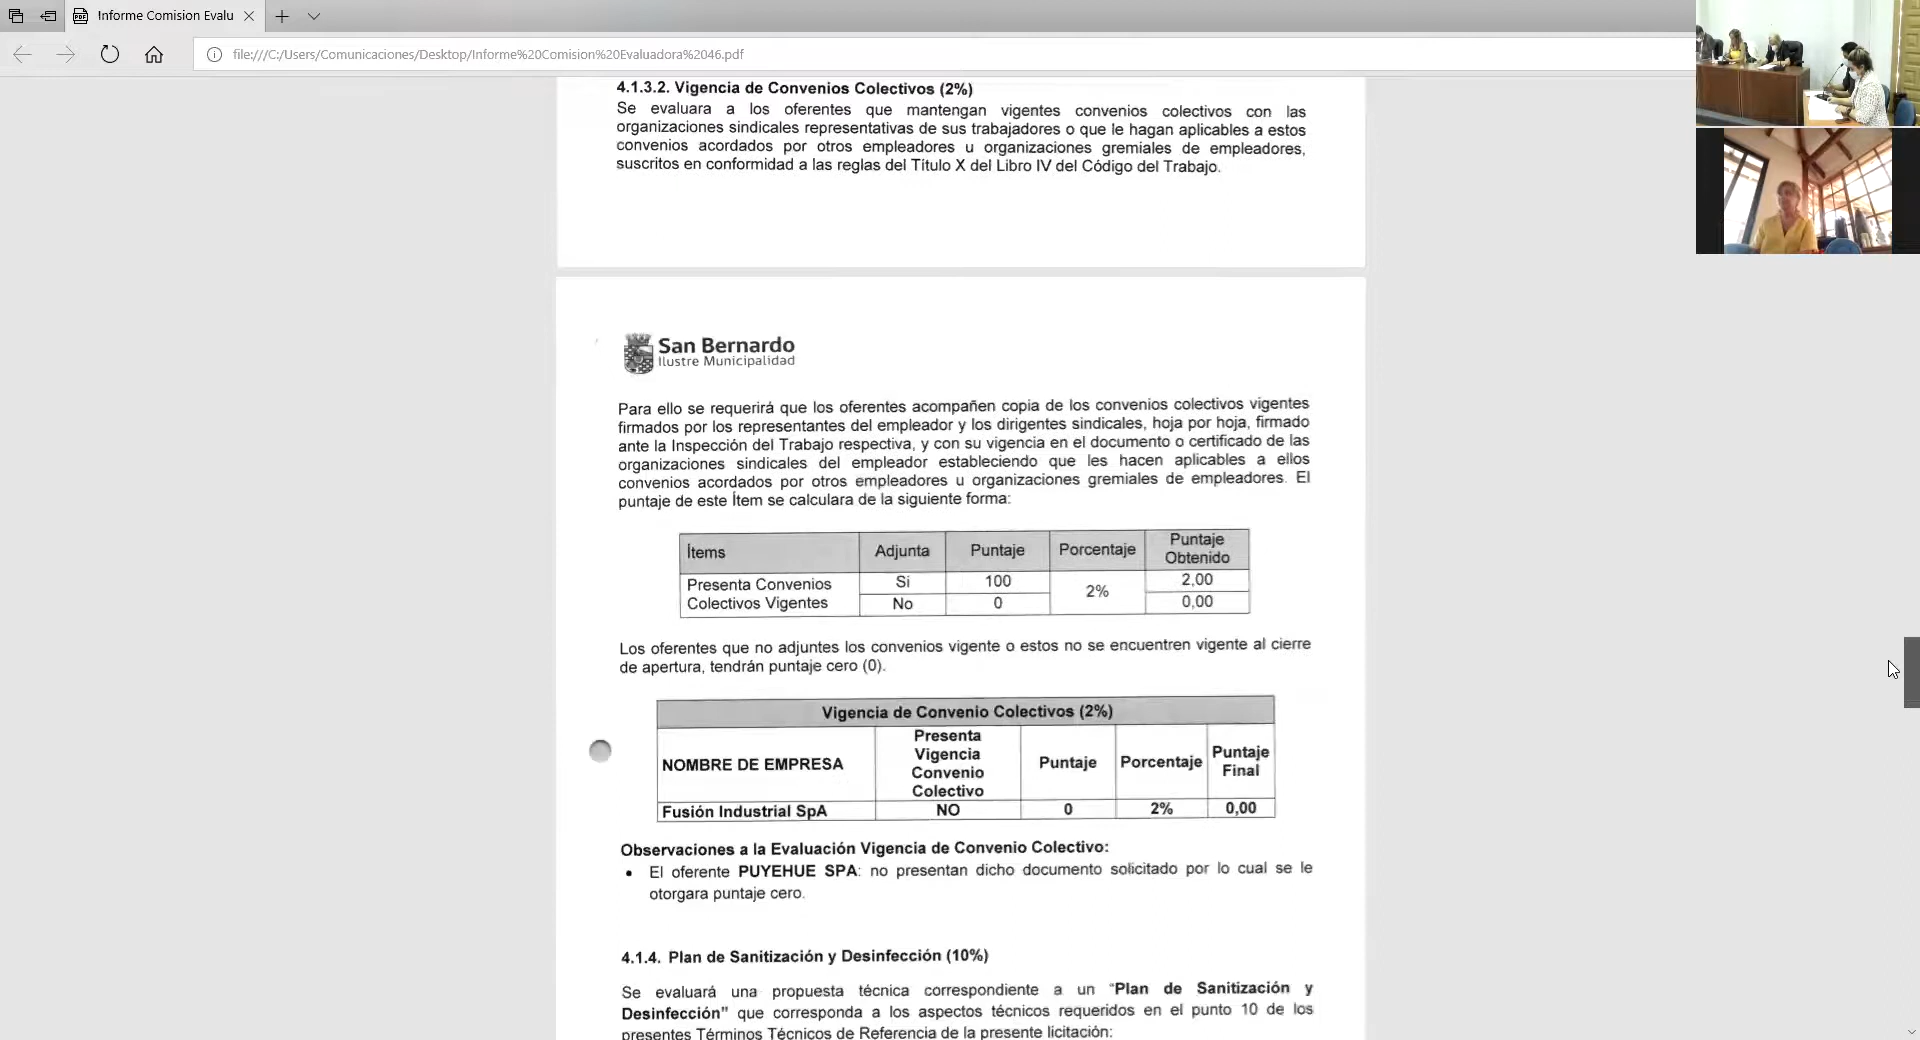 Informe Comision Evalu
file:///C:/Users/Comunicaciones/Desktop/Informe%20Comision%20Evaluadora%2046.pdf
4.1.3.2. Vigencia de Convenios Colectivos (2%)
Se evaluara a los oferentes que mantengan vigentes convenios colectivos con las
organizaciones sindicales representativas de sus trabajadores o que le hagan aplicables a estos
convenios acordados por otros empleadores u organizaciones gremiales de empleadores,
suscritos en conformidad a las reglas del Título X del Libro IV del Código del Trabajo.
San Bernardo
Ilustre Municipalidad
Para ello se requerirá que los oferentes acompañen copia de los convenios colectivos vigentes
firmados por los representantes del empleador y los dirigentes sindicales, hoja por hoja, firmado
ante la Inspección del Trabajo respectiva, y con su vigencia en el documento o certificado de las
organizaciones sindicales del empleador estableciendo que les hacen aplicables a ellos
convenios acordados por otros empleadores u organizaciones gremiales de empleadores. El
puntaje de este Ítem se calculara de la siguiente forma:
Ítems Adjunta Puntaje Porcentaje Puntaje Obtenido
Presenta Convenios Si 100 2% 2,00
Colectivos Vigentes No 0 0,00
Los oferentes que no adjuntes los convenios vigente o estos no se encuentren vigente al cierre
de apertura, tendrán puntaje cero (0).
Vigencia de Convenio Colectivos (2%)
NOMBRE DE EMPRESA Presenta Vigencia Convenio Colectivo Puntaje Porcentaje Puntaje Final
Fusión Industrial SpA NO 0 2% 0,00
Observaciones a la Evaluación Vigencia de Convenio Colectivo:
• El oferente PUYEHUE SPA: no presentan dicho documento solicitado por lo cual se le
otorgara puntaje cero.
4.1.4. Plan de Sanitización y Desinfección (10%)
Se evaluará una propuesta técnica correspondiente a un “Plan de Sanitización y
Desinfección” que corresponda a los aspectos técnicos requeridos en el punto 10 de los
presentes Términos Técnicos de Referencia de la presente licitación: